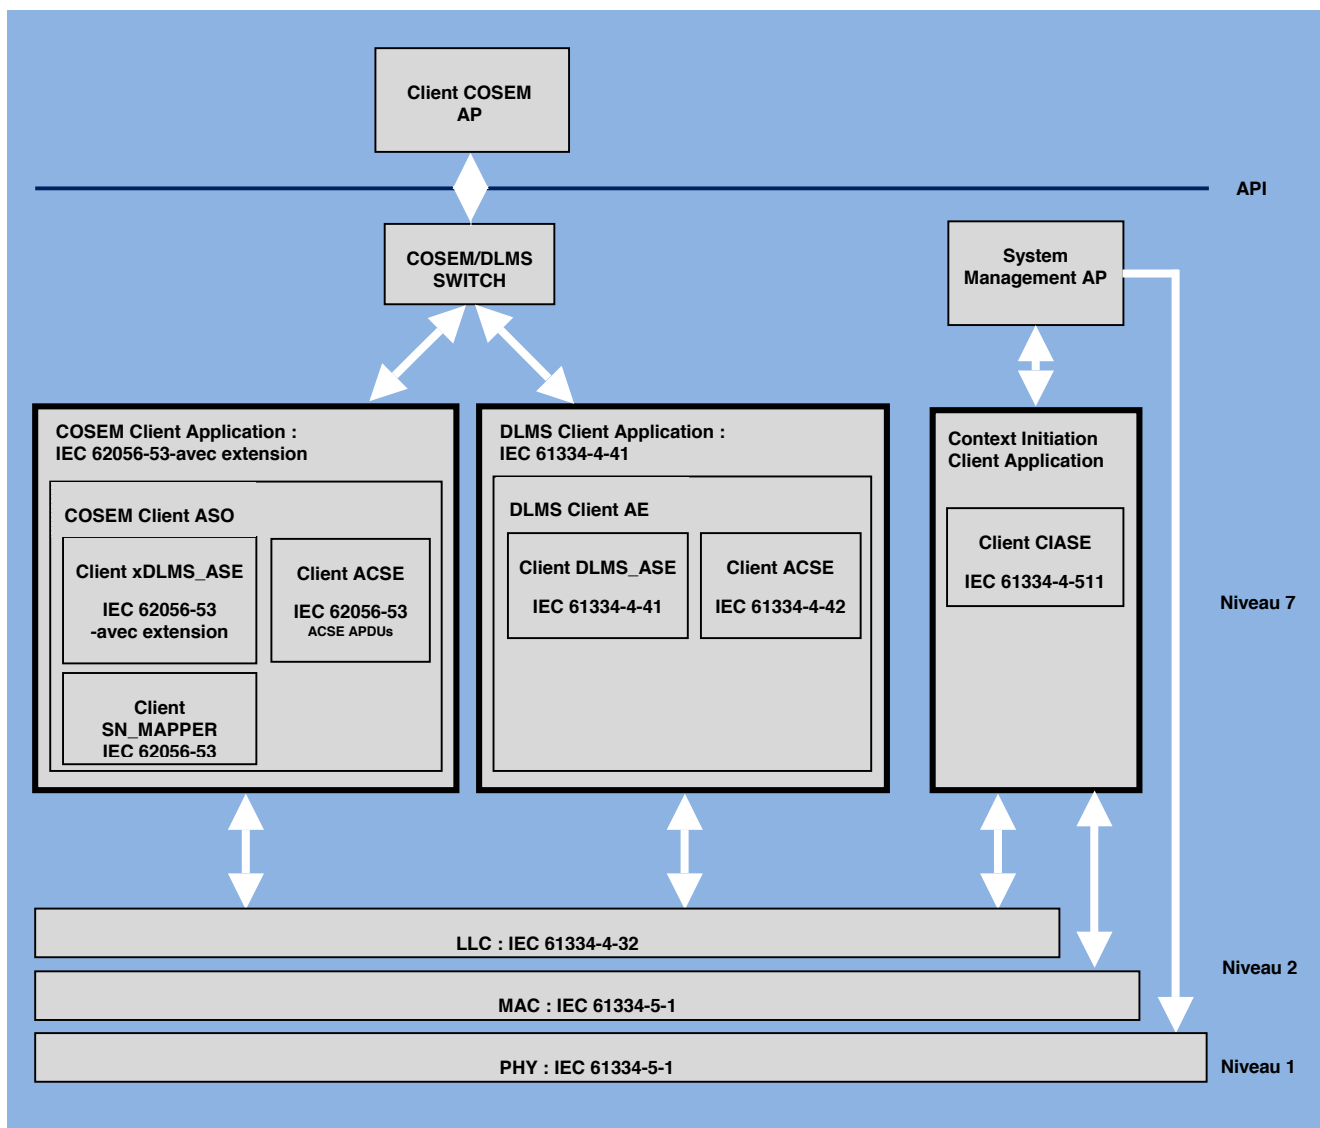 Client COSEM
AP
API
COSEM/DLMS
SWITCH
System
Management AP
COSEM Client Application :
IEC 62056-53-avec extension
COSEM Client ASO
Client xDLMS_ASE
IEC 62056-53
-avec extension
Client ACSE
IEC 62056-53
ACSE APDUs
Client
SN_MAPPER
IEC 62056-53
DLMS Client Application :
IEC 61334-4-41
DLMS Client AE
Client DLMS_ASE
IEC 61334-4-41
Client ACSE
IEC 61334-4-42
Context Initiation
Client Application
Client CIASE
IEC 61334-4-511
Niveau 7
LLC : IEC 61334-4-32
Niveau 2
MAC : IEC 61334-5-1
PHY : IEC 61334-5-1
Niveau 1